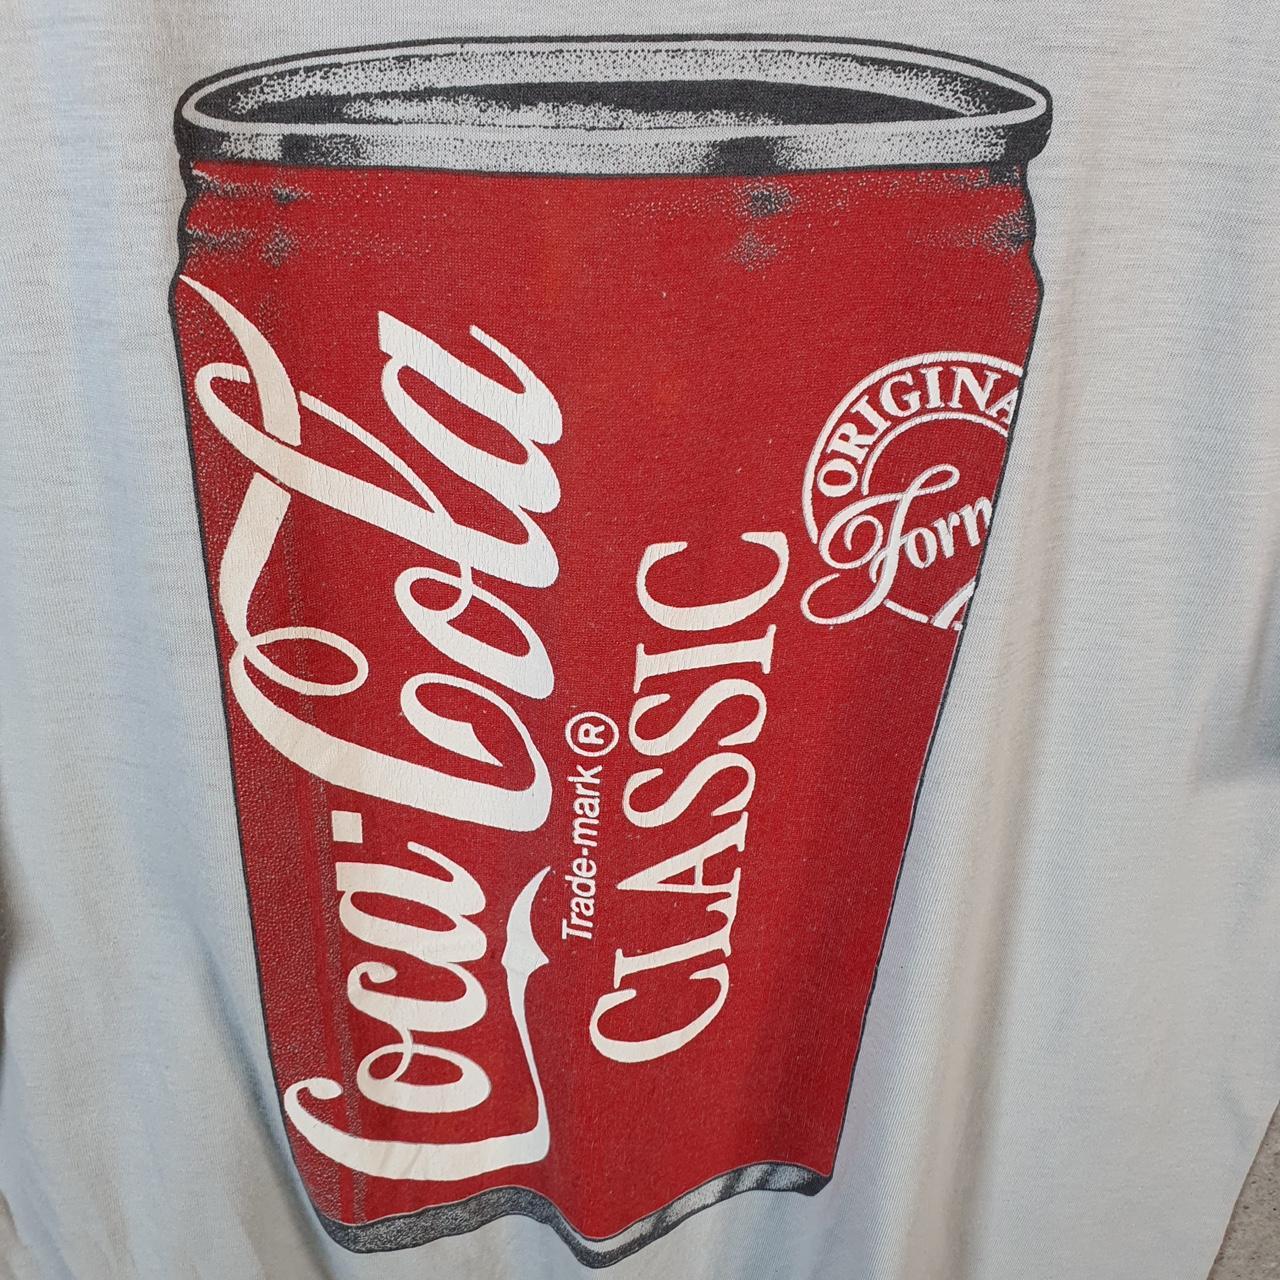 Coca-Cola
Trade-mark ®
CLASSIC
ORIGINA
Form